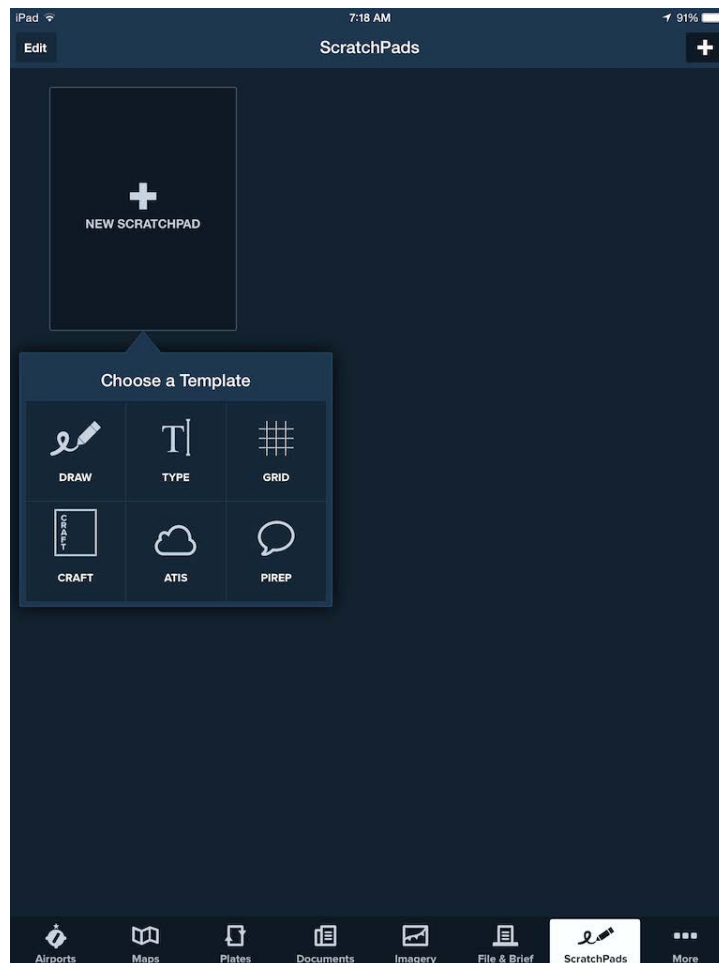 iPad 7:18 AM 91%
Edit ScratchPads
NEW SCRATCHPAD
Choose a Template
DRAW TYPE GRID
C
R
A
F
T
CRAFT ATIS PIREP
Airports Maps Plates Documents Imagery File & Brief ScratchPads More